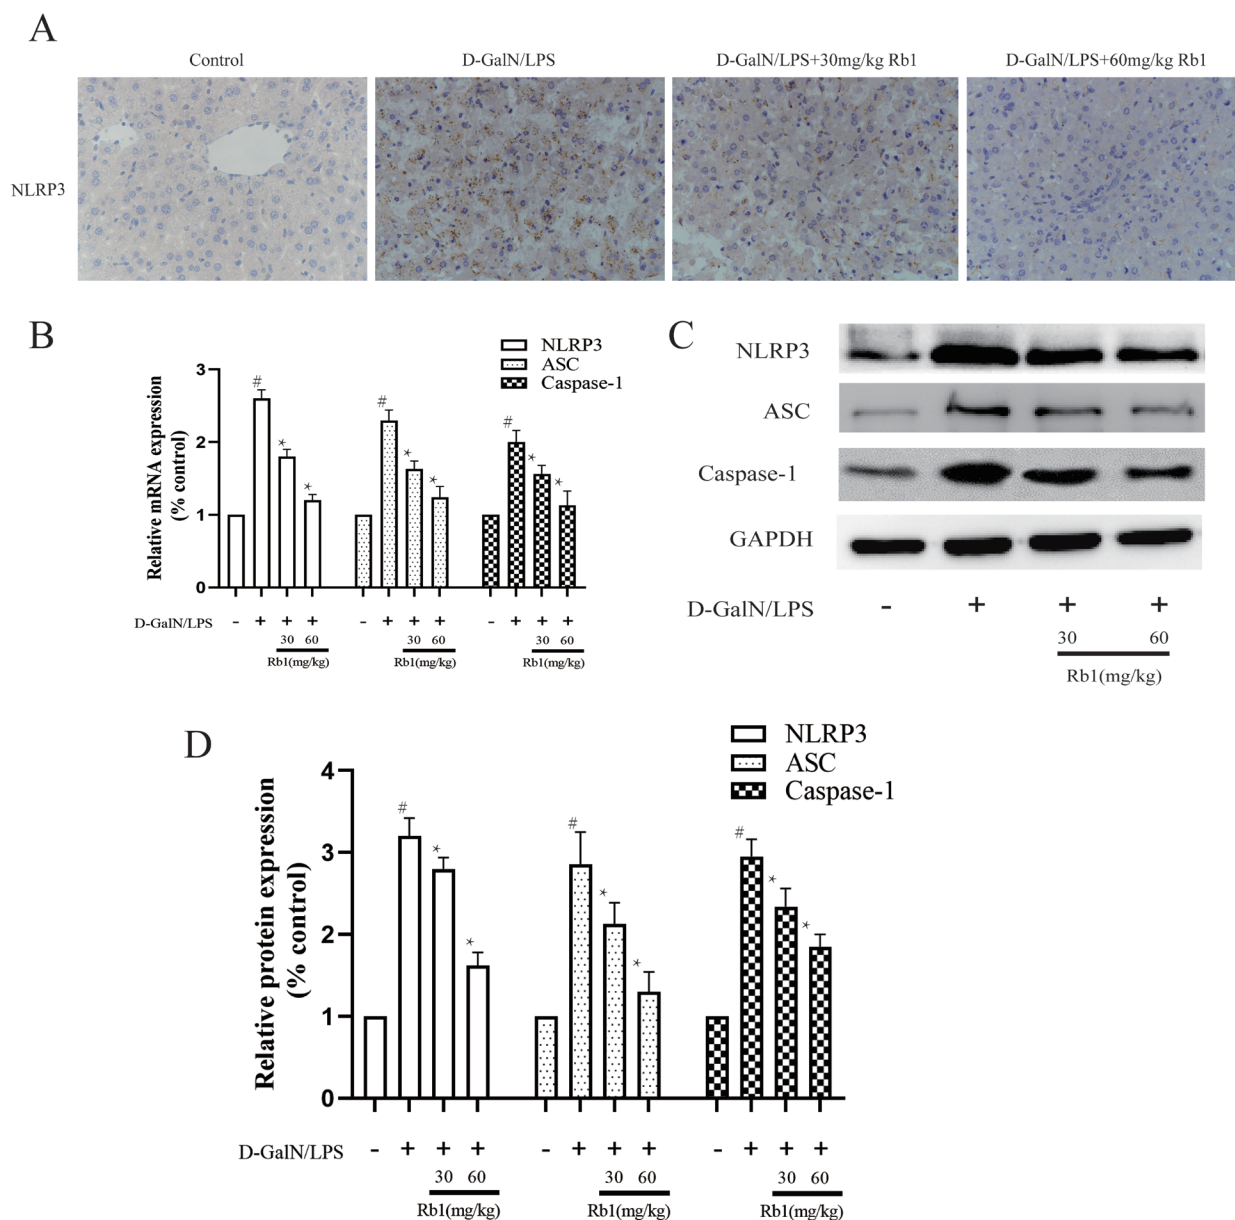 A
Control
D-GalN/LPS
D-GalN/LPS+30mg/kg Rb1
D-GalN/LPS+60mg/kg Rb1
NLRP3
B
NLRP3
ASC
Caspase-1
Relative mRNA expression
(% control)
3
2
1
0
# * *
# * *
# * *
D-GalN/LPS - + + + - + + + - + + +
30 60 30 60 30 60
Rb1(mg/kg) Rb1(mg/kg) Rb1(mg/kg)
C
NLRP3
ASC
Caspase-1
GAPDH
D-GalN/LPS - + + +
30 60
Rb1(mg/kg)
D
NLRP3
ASC
Caspase-1
Relative protein expression
(% control)
4
3
2
1
0
# * *
# * *
# * *
D-GalN/LPS - + + + - + + + - + + +
30 60 30 60 30 60
Rb1(mg/kg) Rb1(mg/kg) Rb1(mg/kg)